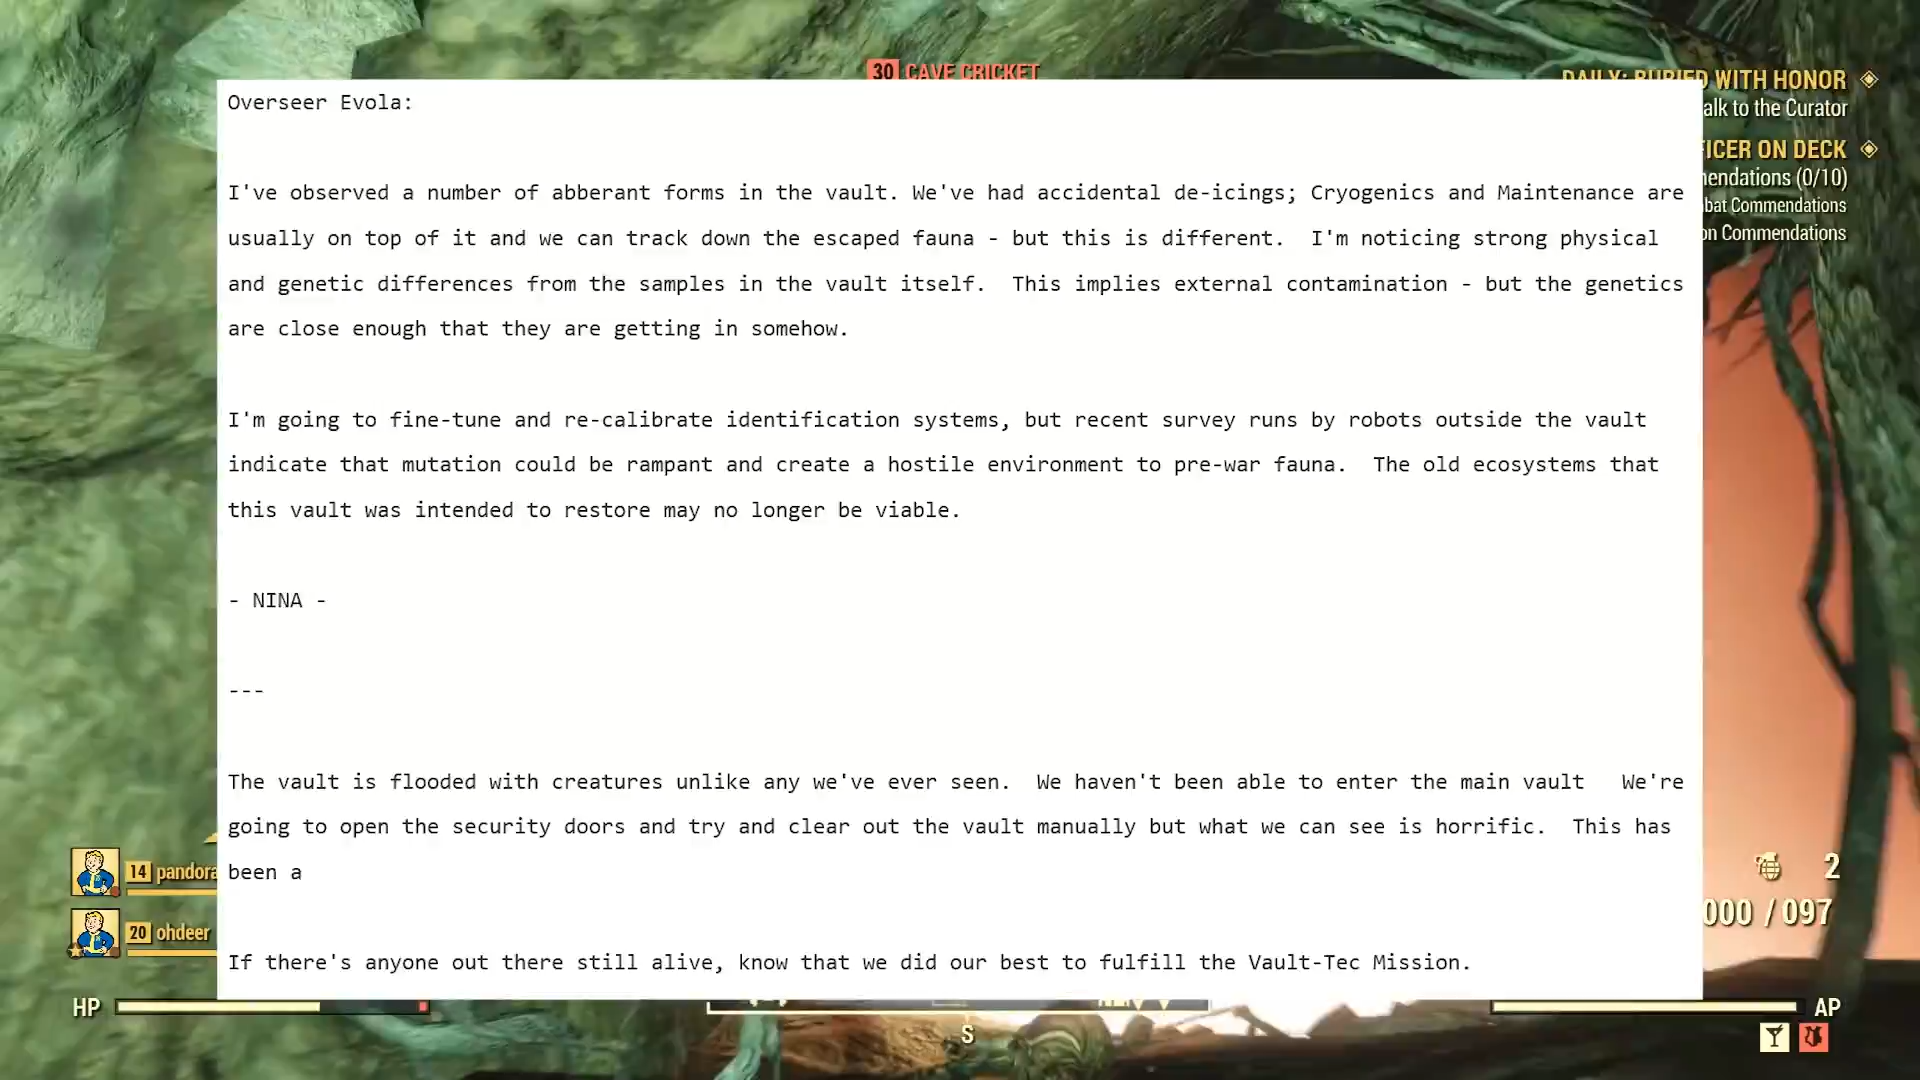 30 CAVE CRICKET
DAILY: BURIED WITH HONOR
alk to the Curator
FICER ON DECK
endations (0/10)
bat Commendations
on Commendations
Overseer Evola:
I've observed a number of abberant forms in the vault. We've had accidental de-icings; Cryogenics and Maintenance are
usually on top of it and we can track down the escaped fauna - but this is different.  I'm noticing strong physical
and genetic differences from the samples in the vault itself.  This implies external contamination - but the genetics
are close enough that they are getting in somehow.
I'm going to fine-tune and re-calibrate identification systems, but recent survey runs by robots outside the vault
indicate that mutation could be rampant and create a hostile environment to pre-war fauna.  The old ecosystems that
this vault was intended to restore may no longer be viable.
- NINA -
---
The vault is flooded with creatures unlike any we've ever seen.  We haven't been able to enter the main vault   We're
going to open the security doors and try and clear out the vault manually but what we can see is horrific.  This has
been a
If there's anyone out there still alive, know that we did our best to fulfill the Vault-Tec Mission.
14 pandora
20 ohdeer
2
000 / 097
HP
S
AP